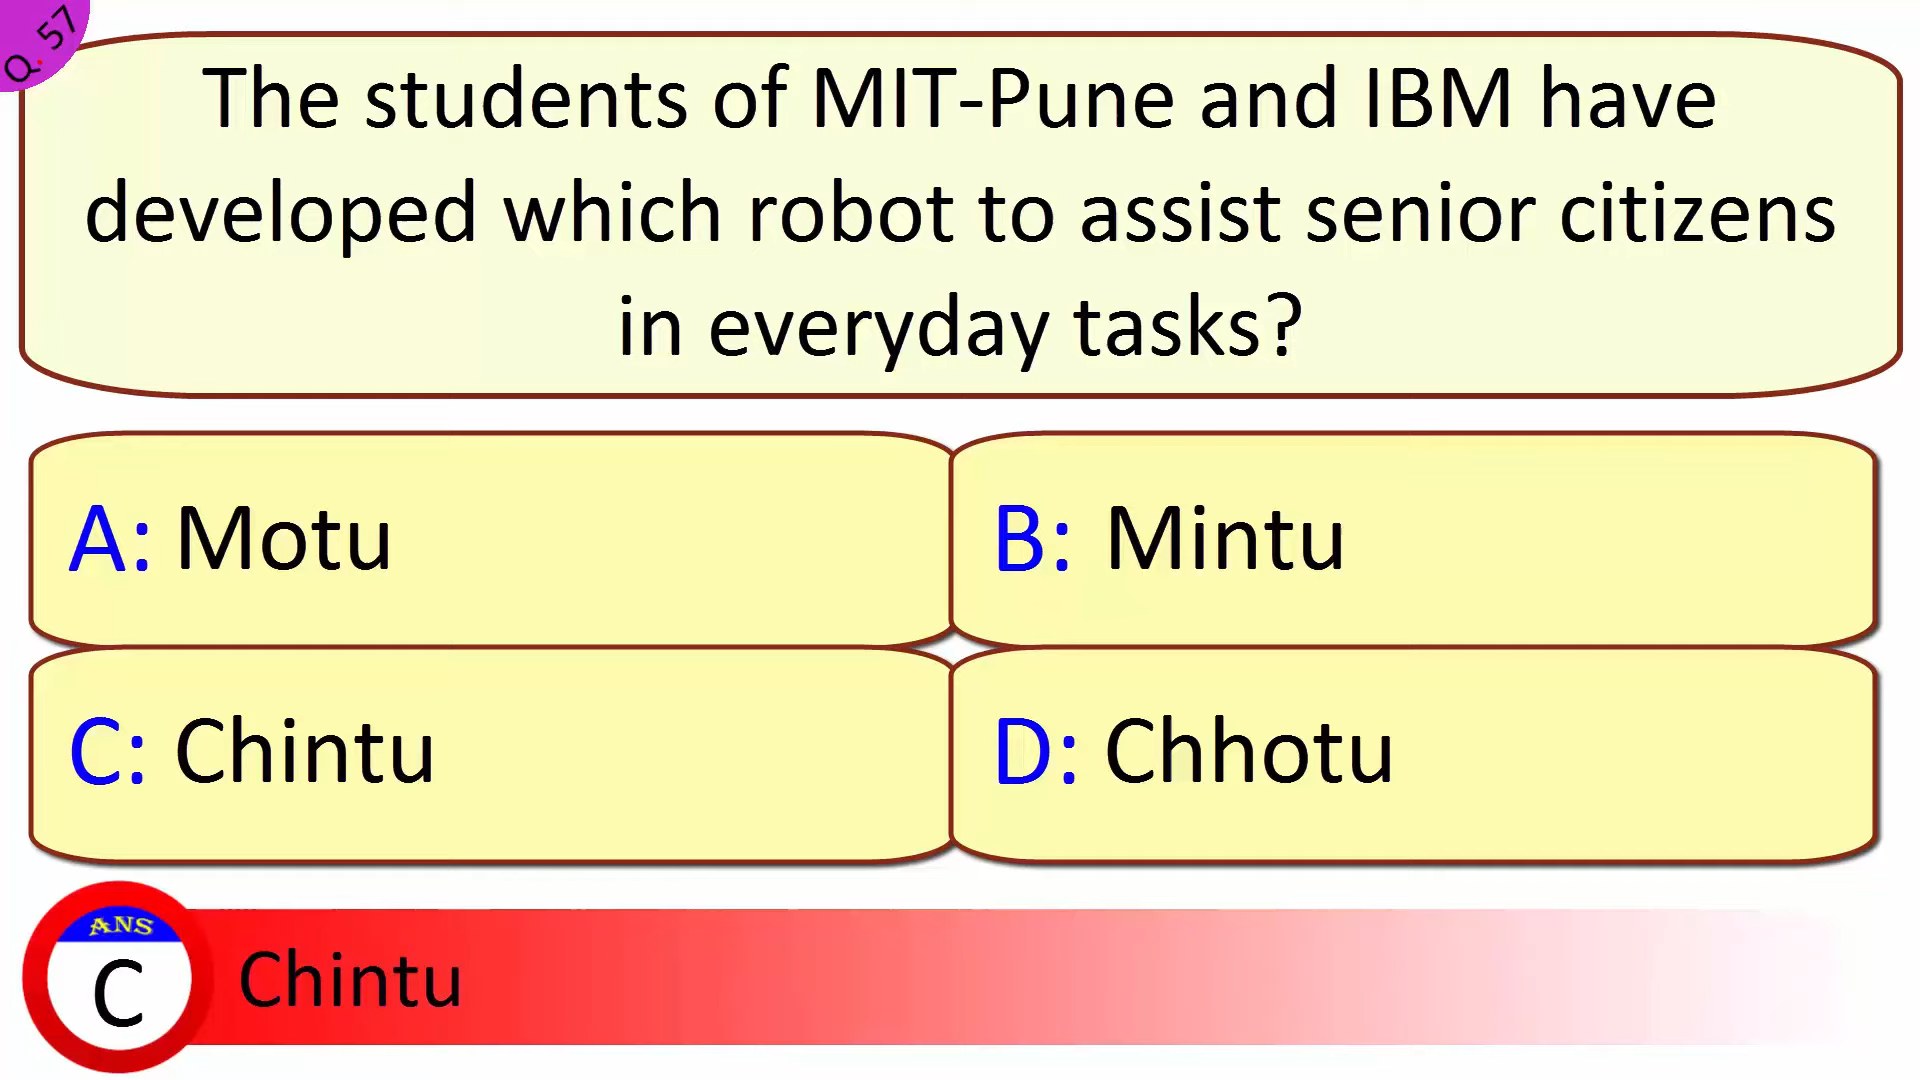 Q. 57
The students of MIT-Pune and IBM have
developed which robot to assist senior citizens
in everyday tasks?
A: Motu
B: Mintu
C: Chintu
D: Chhotu
ANS
C
Chintu